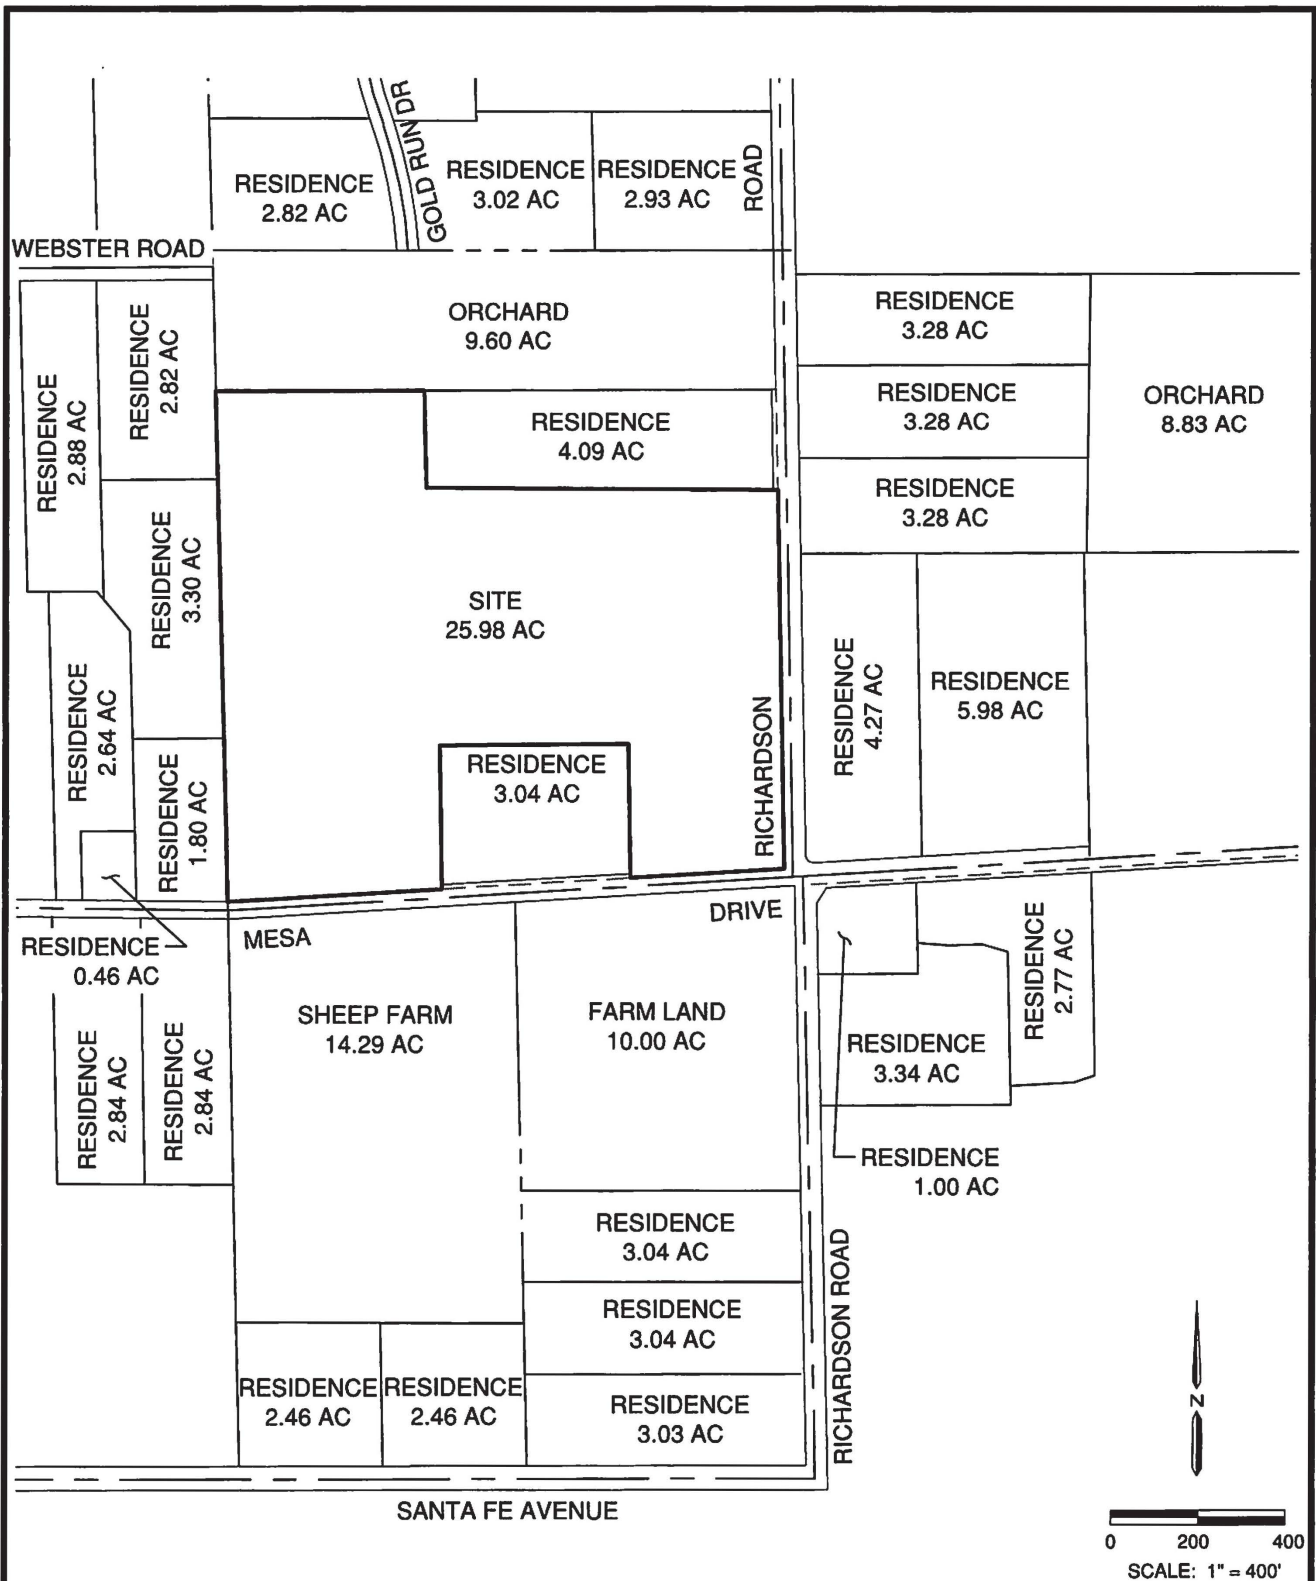 GOLD RUN DR
RESIDENCE
2.82 AC
RESIDENCE
3.02 AC
RESIDENCE
2.93 AC
ROAD
WEBSTER ROAD
ORCHARD
9.60 AC
RESIDENCE
3.28 AC
RESIDENCE
2.88 AC
RESIDENCE
2.82 AC
RESIDENCE
4.09 AC
RESIDENCE
3.28 AC
ORCHARD
8.83 AC
RESIDENCE
3.28 AC
RESIDENCE
3.30 AC
SITE
25.98 AC
RESIDENCE
2.64 AC
RESIDENCE
4.27 AC
RESIDENCE
5.98 AC
RICHARDSON
RESIDENCE
3.04 AC
RESIDENCE
1.80 AC
MESA
DRIVE
RESIDENCE
0.46 AC
RESIDENCE
2.77 AC
SHEEP FARM
14.29 AC
FARM LAND
10.00 AC
RESIDENCE
3.34 AC
RESIDENCE
2.84 AC
RESIDENCE
2.84 AC
RESIDENCE
1.00 AC
RESIDENCE
3.04 AC
RESIDENCE
3.04 AC
RICHARDSON ROAD
RESIDENCE
2.46 AC
RESIDENCE
2.46 AC
RESIDENCE
3.03 AC
N
SANTA FE AVENUE
0 200 400
SCALE: 1" = 400'